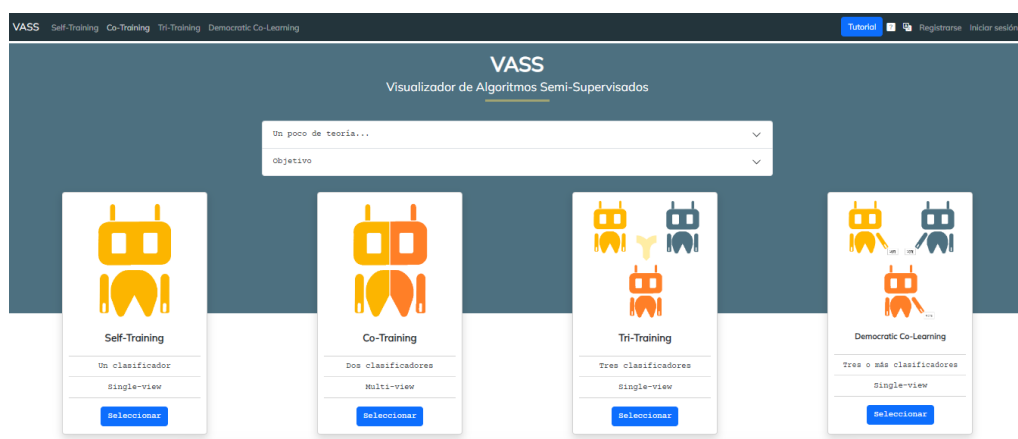 VASS Self-Training Co-Training Tri-Training Democratic Co-Learning Tutorial Registrarse Iniciar sesión
VASS
Visualizador de Algoritmos Semi-Supervisados
Un poco de teoría...
Objetivo
Self-Training
Un clasificador
Single-view
Seleccionar
Co-Training
Dos clasificadores
Multi-view
Seleccionar
Tri-Training
Tres clasificadores
Single-view
Seleccionar
Democratic Co-Learning
Tres o más clasificadores
Single-view
Seleccionar